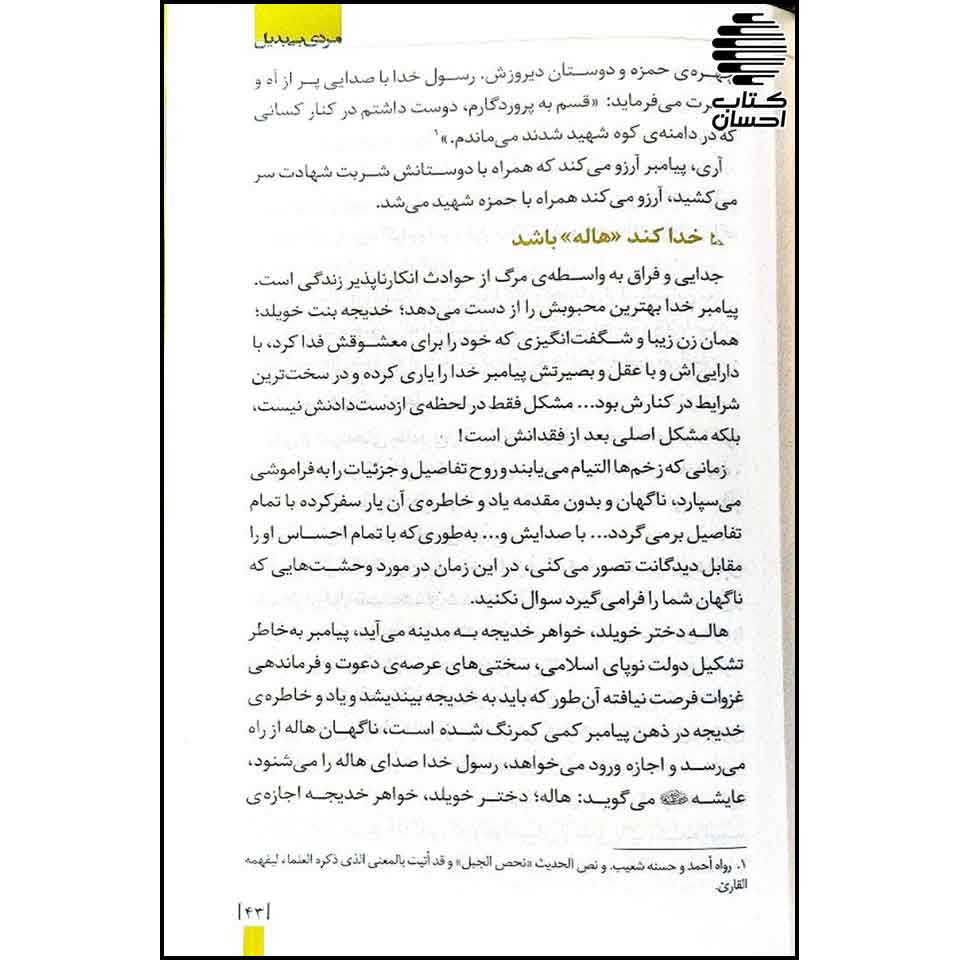 مردی بی‌بدیل
کتاب
احسان
چهره‌ی حمزه و دوستان دیروزش. رسول خدا با صدایی پر از آه و
می‌فرماید: «قسم به پروردگارم، دوست داشتم در کنار کسانی
که در دامنه‌ی کوه شهید شدند می‌ماندم.»۱
آری، پیامبر آرزو می‌کند که همراه با دوستانش شربت شهادت سر
می‌کشید، آرزو می‌کند همراه با حمزه شهید می‌شد.
خدا کند «هاله» باشد
جدایی و فراق به واسطه‌ی مرگ از حوادث انکارناپذیر زندگی است.
پیامبر خدا بهترین محبوبش را از دست می‌دهد؛ خدیجه بنت خویلد؛
همان زن زیبا و شگفت‌انگیزی که خود را برای معشوقش فدا کرد، با
دارایی‌اش و با عقل و بصیرتش پیامبر خدا را یاری کرده و در سخت‌ترین
شرایط در کنارش بود... مشکل فقط در لحظه‌ی ازدست‌دادنش نیست،
بلکه مشکل اصلی بعد از فقدانش است!
زمانی که زخم‌ها التیام می‌یابند و روح تفاصیل و جزئیات را به فراموشی
می‌سپارد، ناگهان و بدون مقدمه یاد و خاطره‌ی آن یار سفرکرده با تمام
تفاصیل برمی‌گردد... با صدایش و... به‌طوری که با تمام احساس او را
مقابل دیدگانت تصور می‌کنی، در این زمان در مورد وحشت‌هایی که
ناگهان شما را فرامی‌گیرد سوال نکنید.
هاله دختر خویلد، خواهر خدیجه به مدینه می‌آید، پیامبر به‌خاطر
تشکیل دولت نوپای اسلامی، سختی‌های عرصه‌ی دعوت و فرماندهی
غزوات فرصت نیافته آن‌طور که باید به خدیجه بیندیشد و یاد و خاطره‌ی
خدیجه در ذهن پیامبر کمی کمرنگ شده است، ناگهان هاله از راه
می‌رسد و اجازه ورود می‌خواهد، رسول خدا صدای هاله را می‌شنود،
عایشه می‌گوید: هاله؛ دختر خویلد، خواهر خدیجه اجازه‌ی
۱. رواه أحمد و حسنه شعیب. و نص الحدیث «نحص الجبل» و قد أتیت بالمعنی الذی ذکره العلماء لیفهمه
القارئ.
|۴۳|